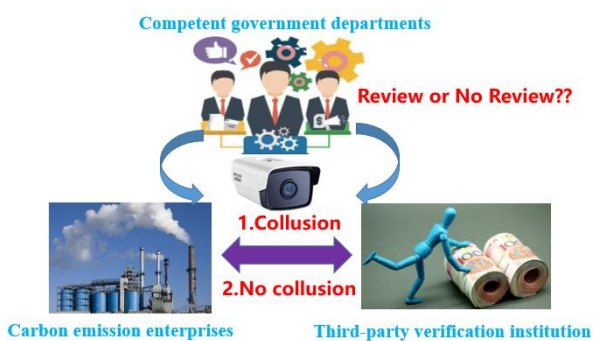 Competent government departments
Review or No Review??
1.Collusion
2.No collusion
Carbon emission enterprises
Third-party verification institution